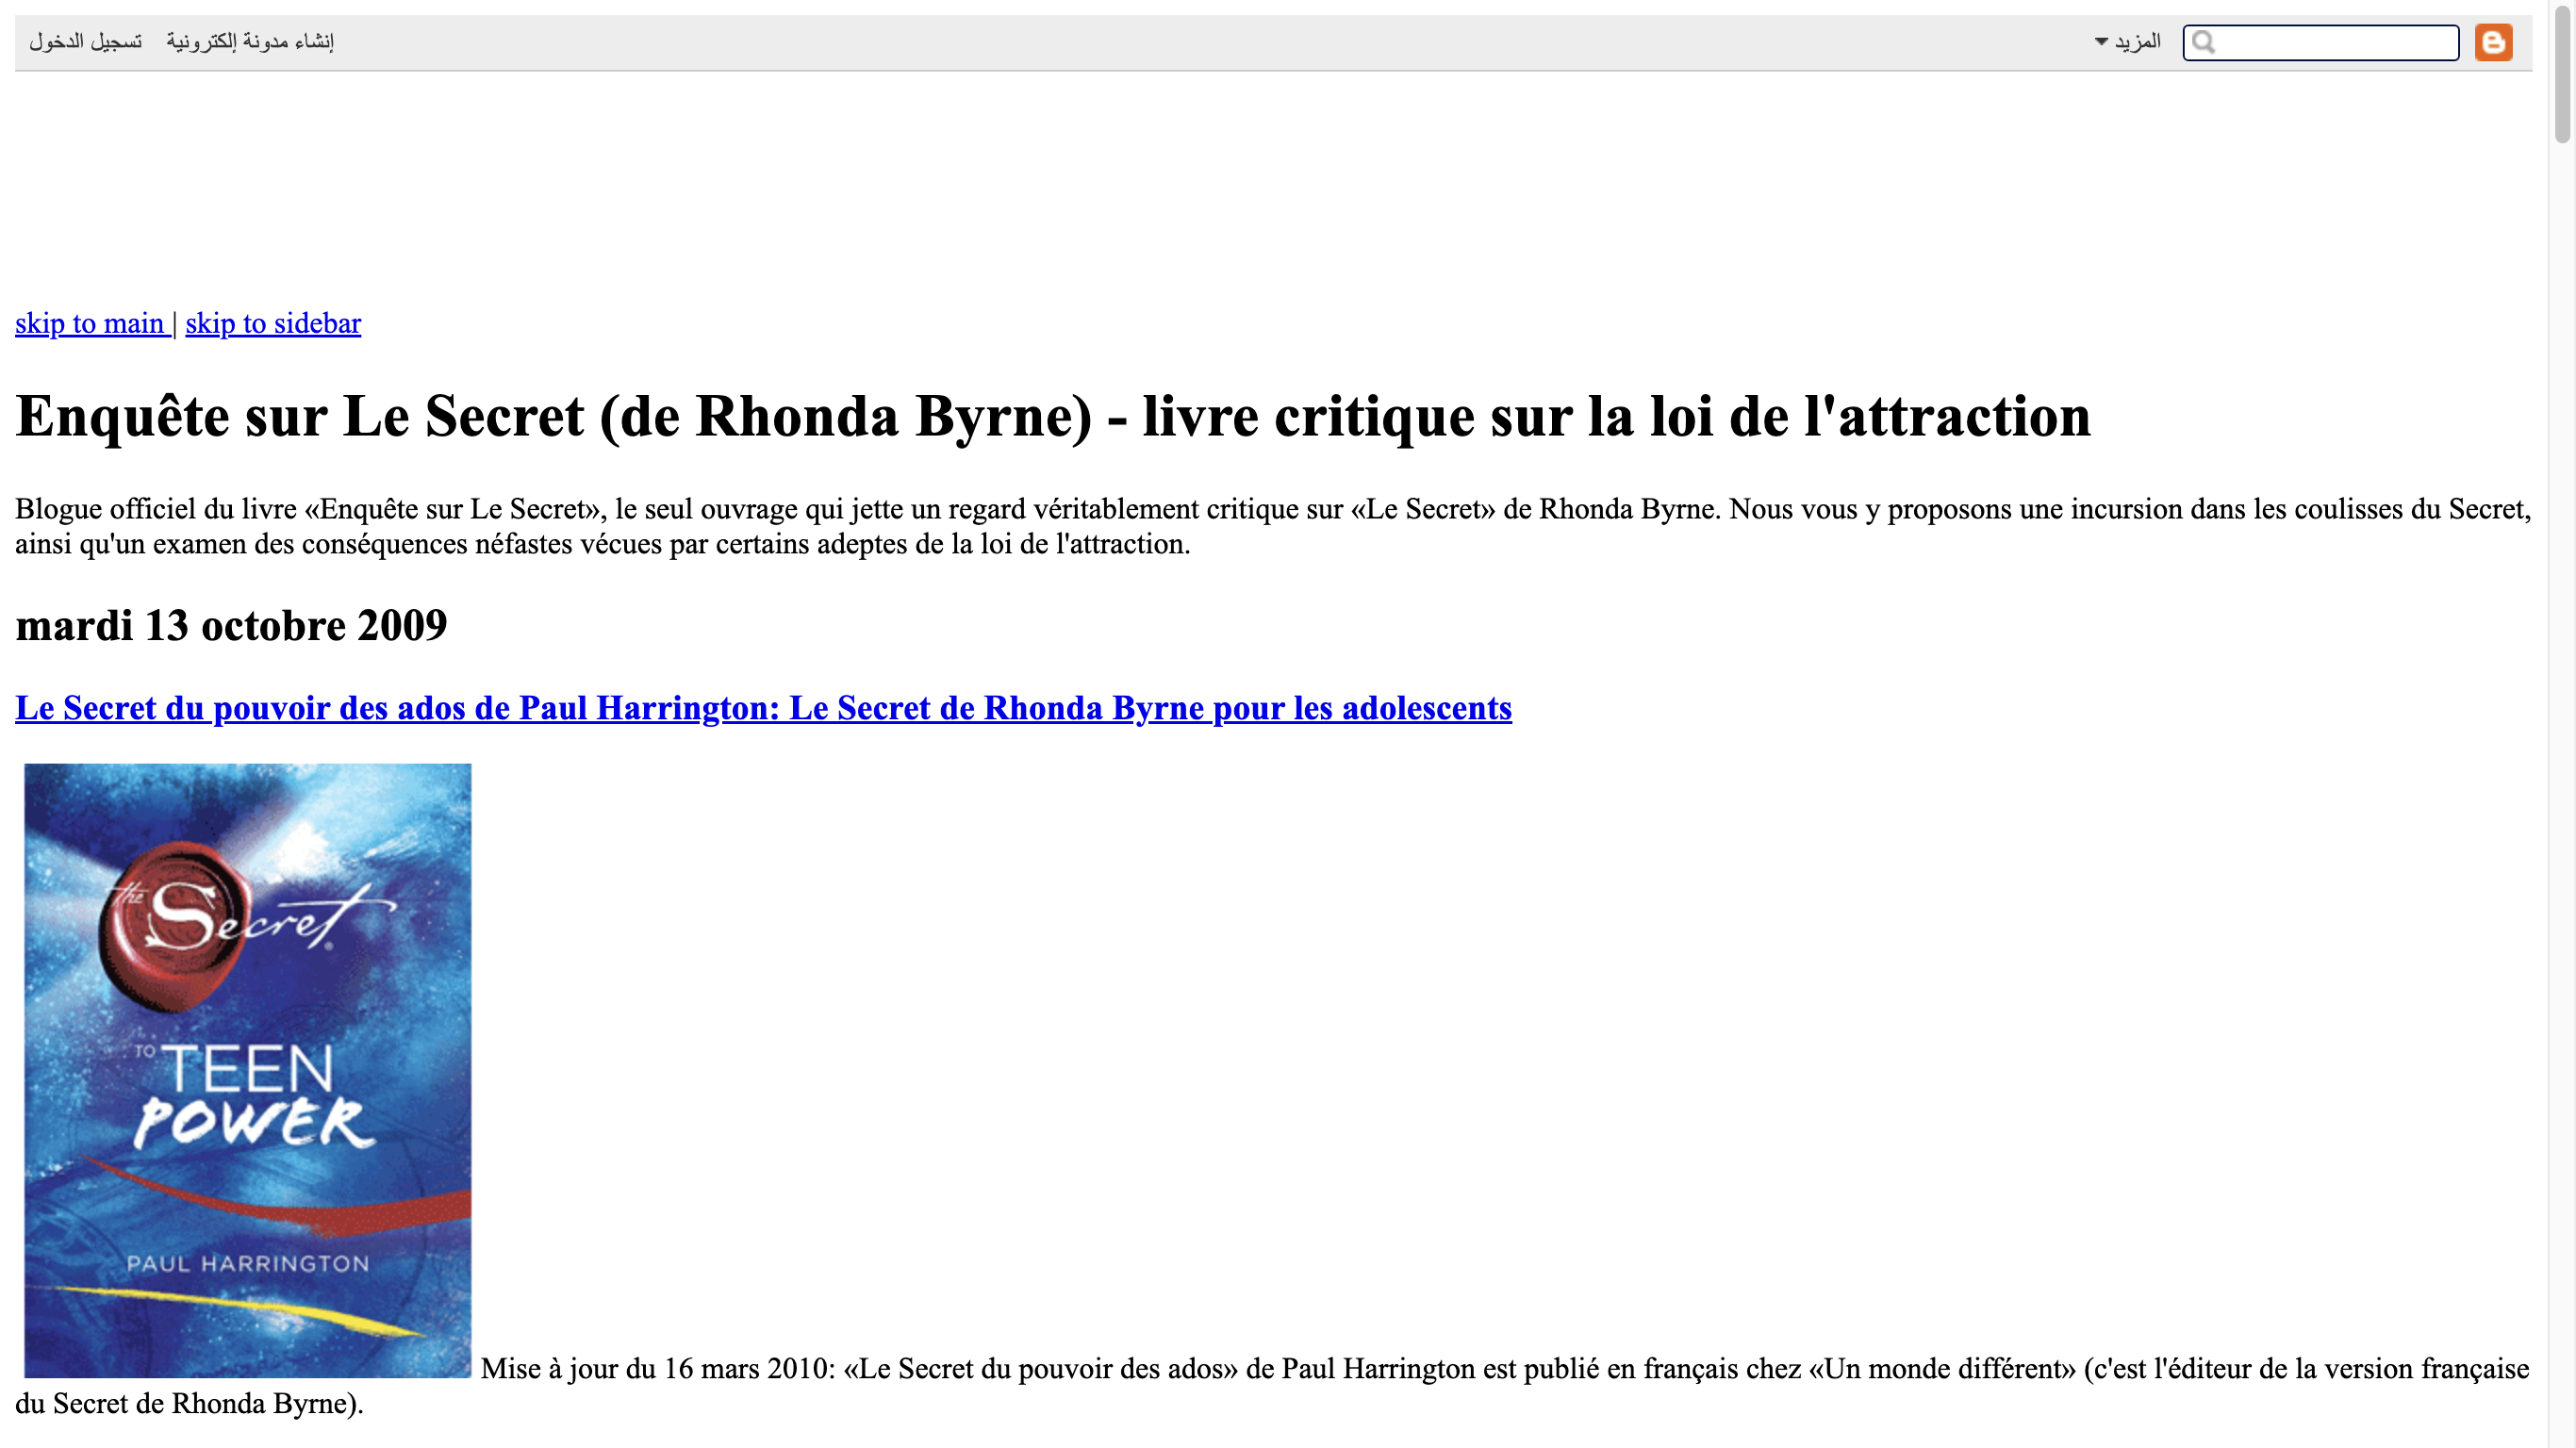 إنشاء مدونة إلكترونية تسجيل الدخول
المزيد
skip to main | skip to sidebar
Enquête sur Le Secret (de Rhonda Byrne) - livre critique sur la loi de l'attraction
Blogue officiel du livre «Enquête sur Le Secret», le seul ouvrage qui jette un regard véritablement critique sur «Le Secret» de Rhonda Byrne. Nous vous y proposons une incursion dans les coulisses du Secret,
ainsi qu'un examen des conséquences néfastes vécues par certains adeptes de la loi de l'attraction.
mardi 13 octobre 2009
Le Secret du pouvoir des ados de Paul Harrington: Le Secret de Rhonda Byrne pour les adolescents
the Secret
TO TEEN
POWER
PAUL HARRINGTON
Mise à jour du 16 mars 2010: «Le Secret du pouvoir des ados» de Paul Harrington est publié en français chez «Un monde différent» (c'est l'éditeur de la version française
du Secret de Rhonda Byrne).